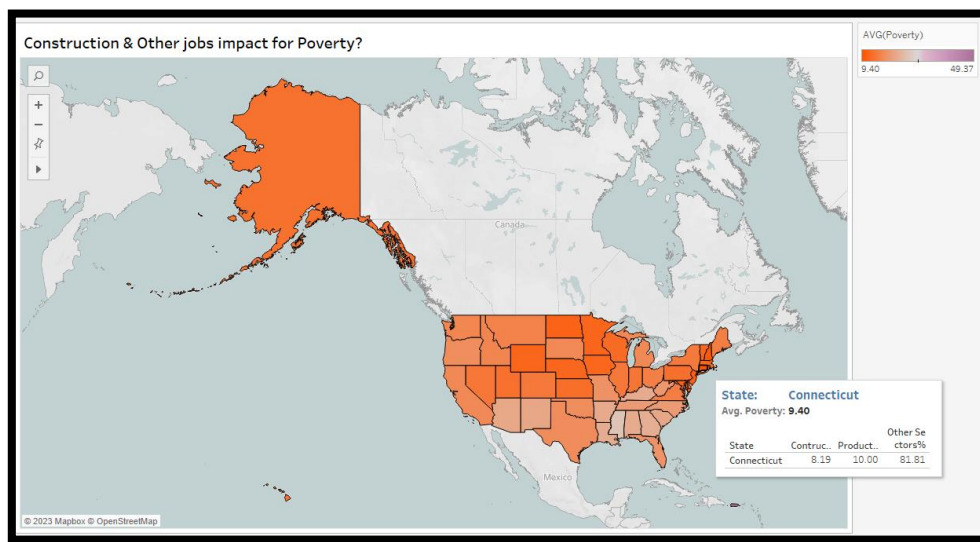 Construction & Other jobs impact for Poverty?
AVG(Poverty)
9.40 49.37
Canada
Mexico
State: Connecticut
Avg. Poverty: 9.40
Other Se
State Contruc.. Product.. ctors%
Connecticut 8.19 10.00 81.81
© 2023 Mapbox © OpenStreetMap